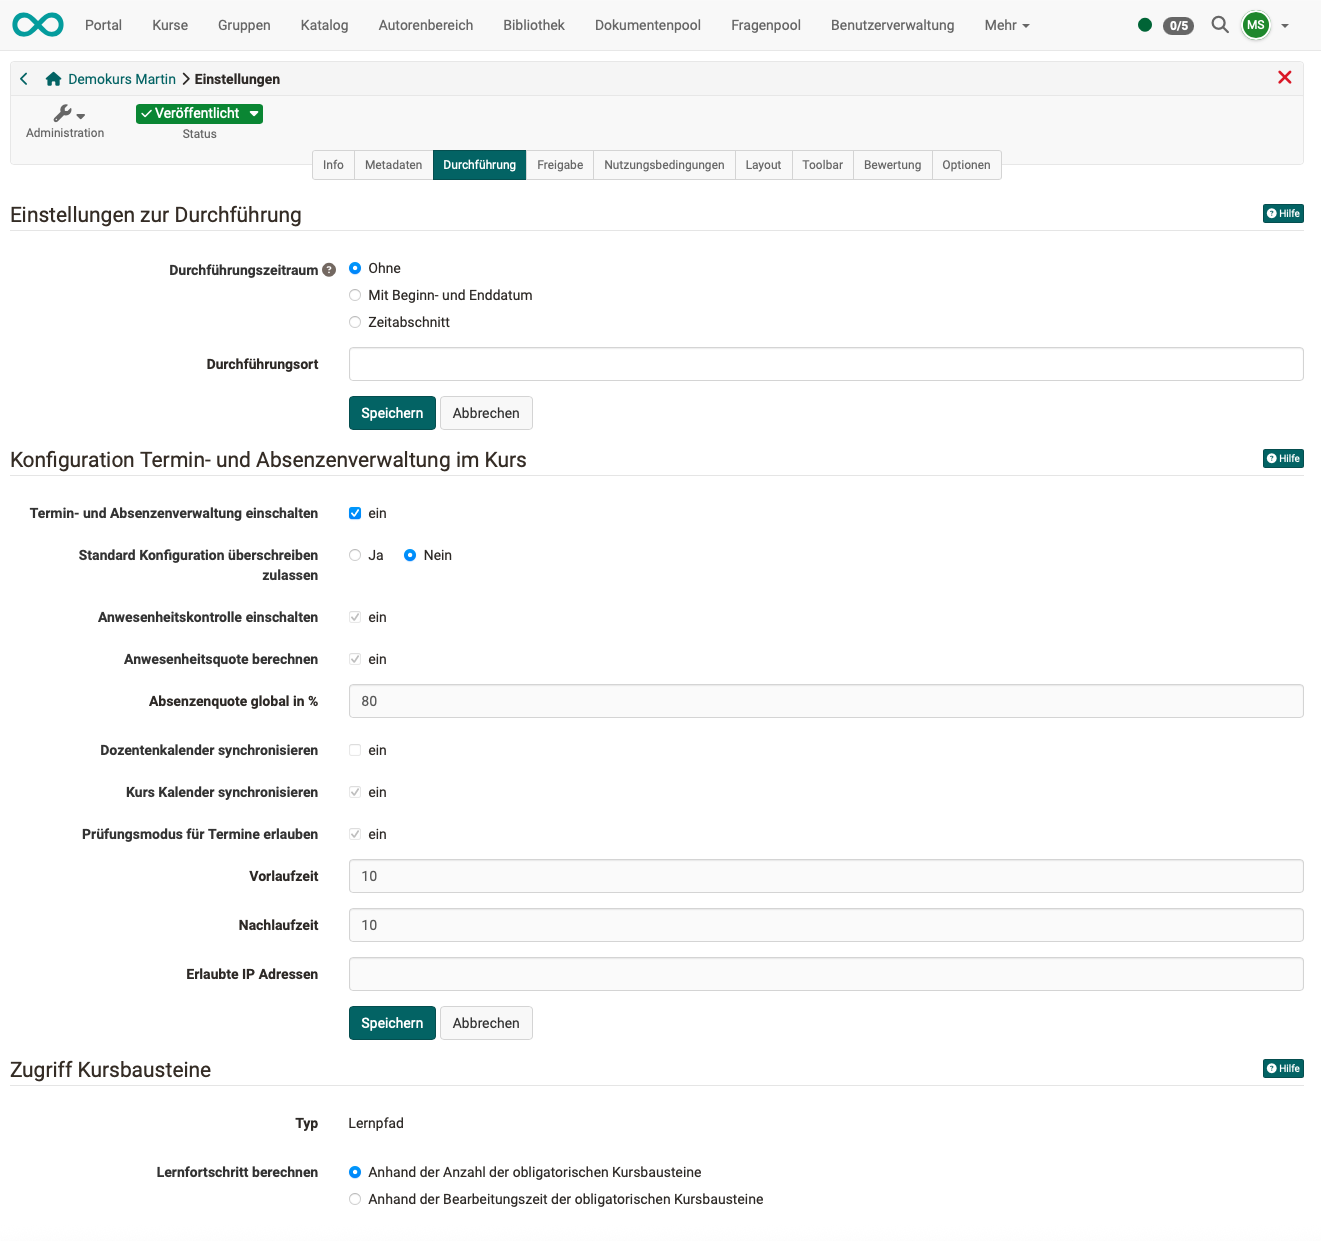 Portal Kurse Gruppen Katalog Autorenbereich Bibliothek Dokumentenpool Fragenpool Benutzerverwaltung Mehr 0/5 MS
Demokurs Martin Einstellungen
Veröffentlicht
Administration
Status
Info Metadaten Durchführung Freigabe Nutzungsbedingungen Layout Toolbar Bewertung Optionen
Einstellungen zur Durchführung
Hilfe
Durchführungszeitraum ? Ohne
Mit Beginn- und Enddatum
Zeitabschnitt
Durchführungsort
Speichern Abbrechen
Konfiguration Termin- und Absenzenverwaltung im Kurs
Hilfe
Termin- und Absenzenverwaltung einschalten ein
Standard Konfiguration überschreiben Ja Nein
zulassen
Anwesenheitskontrolle einschalten ein
Anwesenheitsquote berechnen ein
Absenzenquote global in % 80
Dozentenkalender synchronisieren ein
Kurs Kalender synchronisieren ein
Prüfungsmodus für Termine erlauben ein
Vorlaufzeit 10
Nachlaufzeit 10
Erlaubte IP Adressen
Speichern Abbrechen
Zugriff Kursbausteine
Hilfe
Typ Lernpfad
Lernfortschritt berechnen Anhand der Anzahl der obligatorischen Kursbausteine
Anhand der Bearbeitungszeit der obligatorischen Kursbausteine